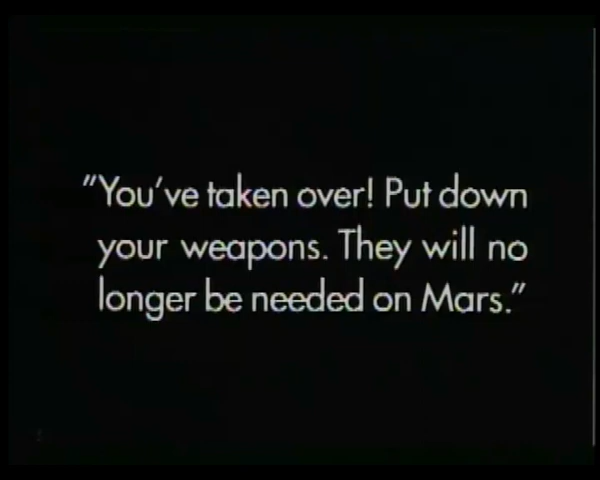 "You've taken over! Put down
your weapons. They will no
longer be needed on Mars."